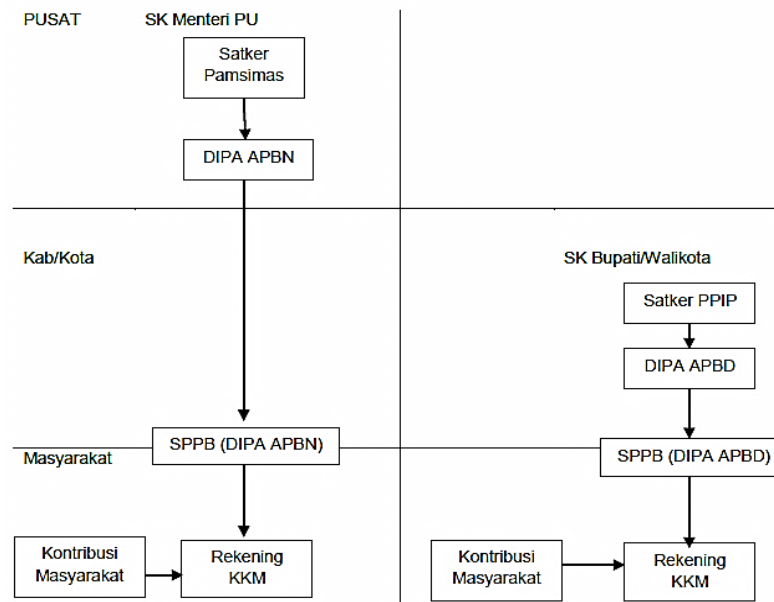 PUSAT
SK Menteri PU
Satker
Pamsimas
DIPA APBN
Kab/Kota
SK Bupati/Walikota
Satker PPIP
DIPA APBD
SPPB (DIPA APBN)
SPPB (DIPA APBD)
Masyarakat
Kontribusi
Masyarakat
Rekening
KKM
Kontribusi
Masyarakat
Rekening
KKM